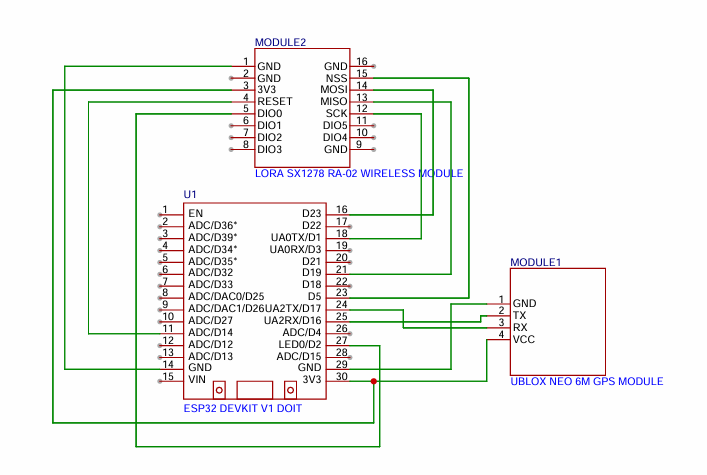 MODULE2
1 GND GND 16
2 GND NSS 15
3 3V3 MOSI 14
4 RESET MISO 13
5 DIO0 SCK 12
6 DIO1 DIO5 11
7 DIO2 DIO4 10
8 DIO3 GND 9
LORA SX1278 RA-02 WIRELESS MODULE
U1
1 EN D23 16
2 ADC/D36* D22 17
3 ADC/D39* UA0TX/D1 18
4 ADC/D34* UA0RX/D3 19
5 ADC/D35* D21 20
6 ADC/D32 D19 21
7 ADC/D33 D18 22
8 ADC/DAC0/D25 D5 23
9 ADC/DAC1/D26 UA2TX/D17 24
10 ADC/D27 UA2RX/D16 25
11 ADC/D14 ADC/D4 26
12 ADC/D12 LED0/D2 27
13 ADC/D13 ADC/D15 28
14 GND GND 29
15 VIN 3V3 30
ESP32 DEVKIT V1 DOIT
MODULE1
1 GND
2 TX
3 RX
4 VCC
UBLOX NEO 6M GPS MODULE